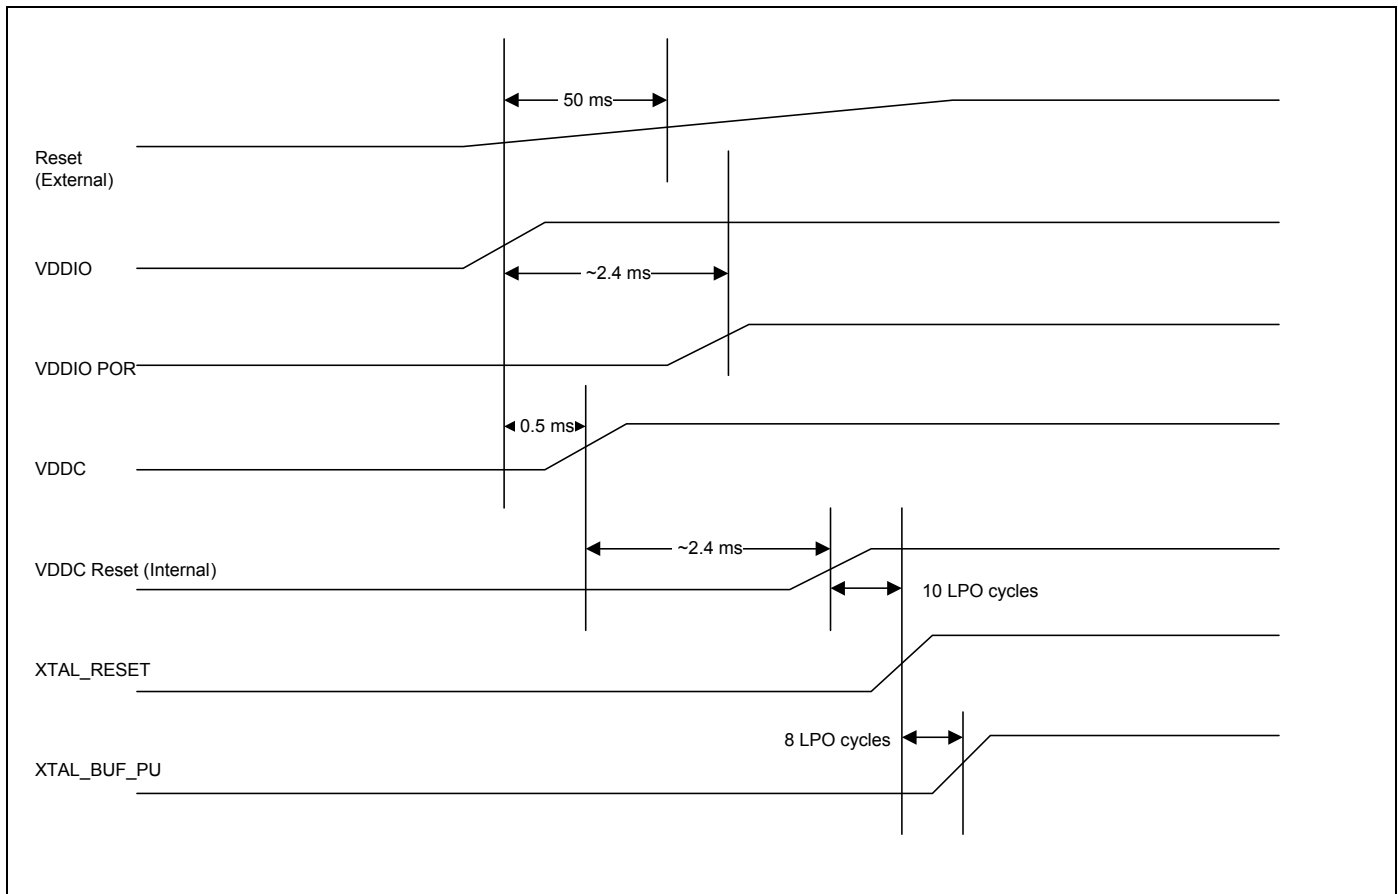 50 ms
Reset
(External)
VDDIO
~2.4 ms
VDDIO POR
0.5 ms
VDDC
~2.4 ms
VDDC Reset (Internal)
10 LPO cycles
XTAL_RESET
8 LPO cycles
XTAL_BUF_PU